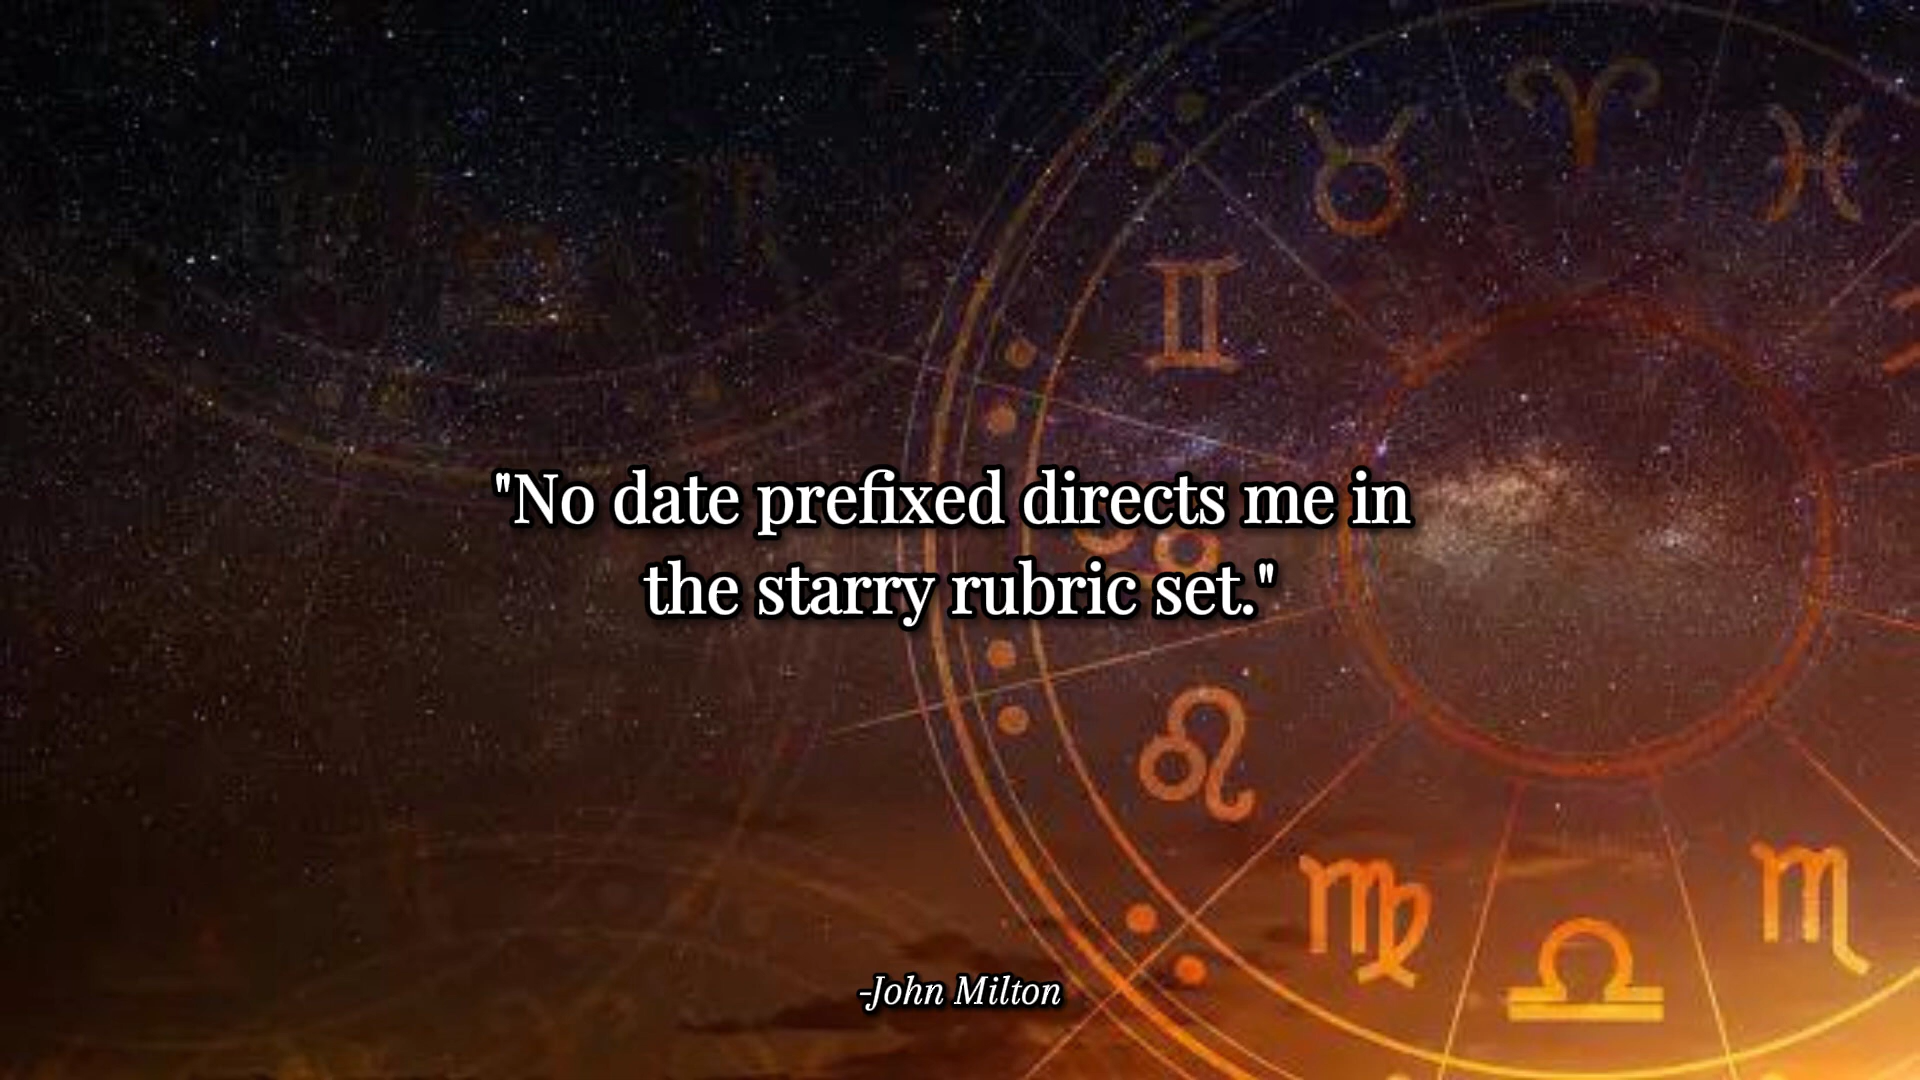 "No date prefixed directs me in
the starry rubric set."
-John Milton